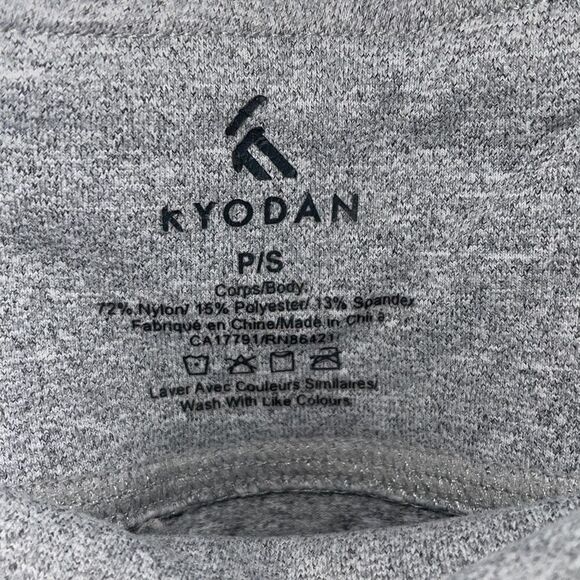 KYODAN
P/S
Corps/Body:
72% Nylon/ 15% Polyester/ 13% Spandex
Fabriqué en Chine/Made in China
CA17791/RN86421
Laver Avec Couleurs Similaires/
Wash With Like Colours